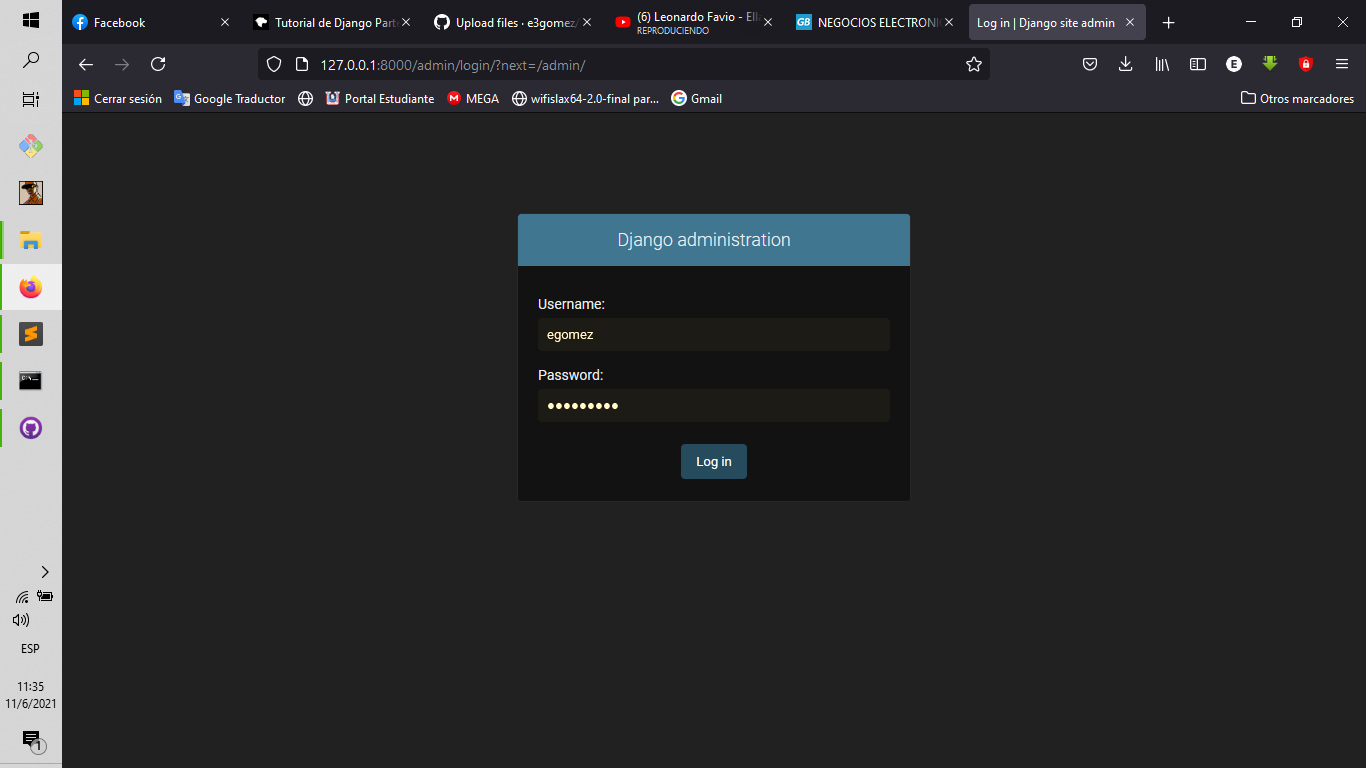 Facebook
Tutorial de Django Part
Upload files · e3gomez/
(6) Leonardo Favio - Ell
REPRODUCIENDO
GB
NEGOCIOS ELECTRONI
Log in | Django site admin
127.0.0.1:8000/admin/login/?next=/admin/
E
Cerrar sesión
Google Traductor
Portal Estudiante
MEGA
wifislax64-2.0-final par...
Gmail
Otros marcadores
Django administration
Username:
egomez
Password:
Log in
ESP
11:35
11/6/2021
1